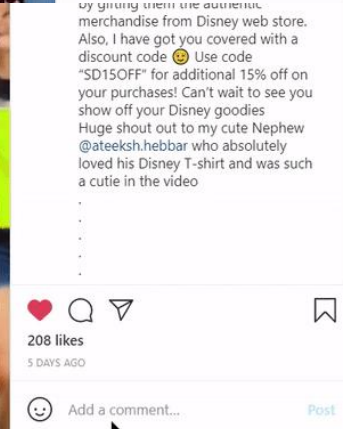 by gifting them the authentic
merchandise from Disney web store.
Also, I have got you covered with a
discount code 😉 Use code
"SD15OFF" for additional 15% off on
your purchases! Can't wait to see you
show off your Disney goodies
Huge shout out to my cute Nephew
@ateeksh.hebbar who absolutely
loved his Disney T-shirt and was such
a cutie in the video
.
.
.
.
.
208 likes
5 DAYS AGO
Add a comment...
Post